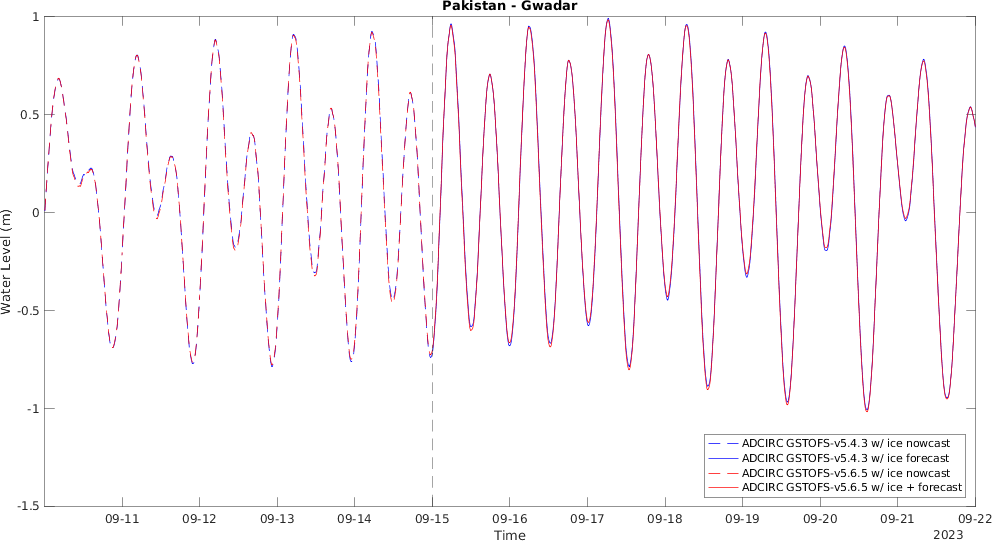 Pakistan - Gwadar
1
0.5
0
-0.5
-1
-1.5
Water Level (m)
ADCIRC GSTOFS-v5.4.3 w/ ice nowcast
ADCIRC GSTOFS-v5.4.3 w/ ice forecast
ADCIRC GSTOFS-v5.6.5 w/ ice nowcast
ADCIRC GSTOFS-v5.6.5 w/ ice + forecast
09-11 09-12 09-13 09-14 09-15 09-16 09-17 09-18 09-19 09-20 09-21 09-22
Time
2023